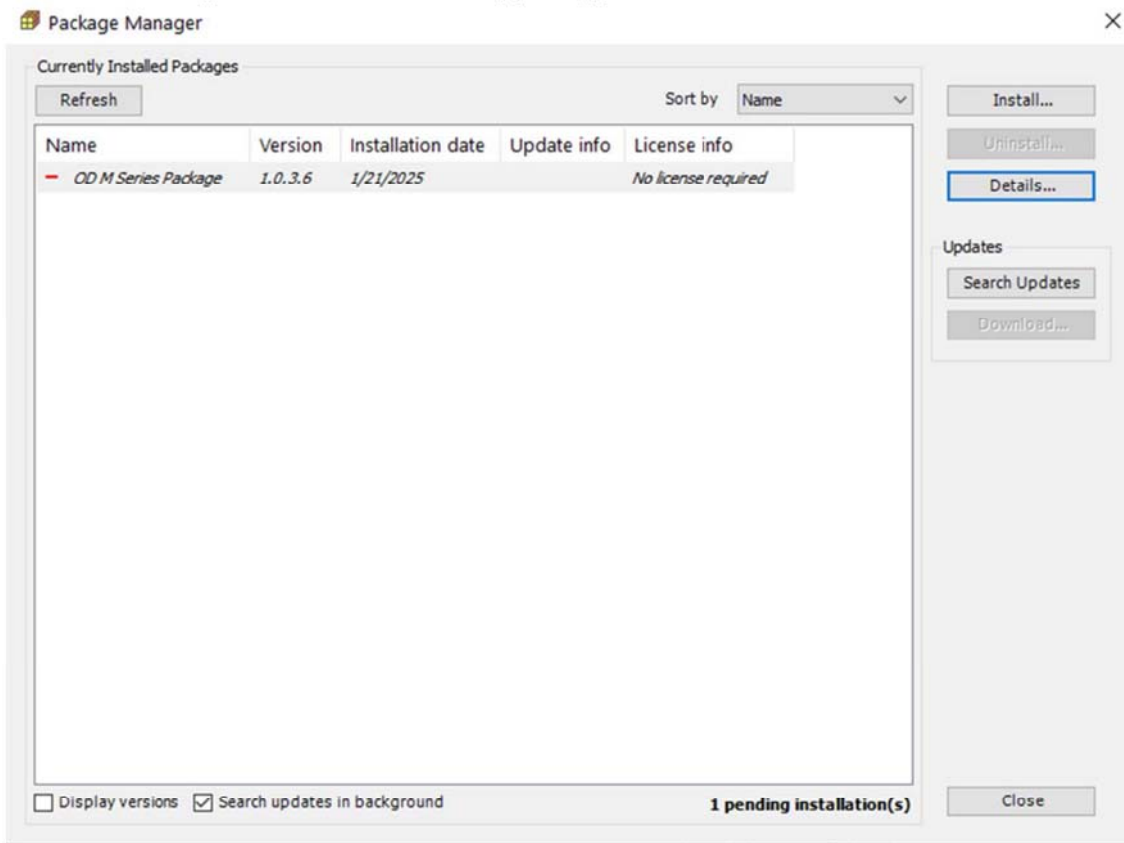 Package Manager
Currently Installed Packages
Refresh
Sort by Name
Install...
Name Version Installation date Update info License info
Uninstall...
OD M Series Package 1.0.3.6 1/21/2025 No license required
Details...
Updates
Search Updates
Download...
Display versions Search updates in background 1 pending installation(s)
Close